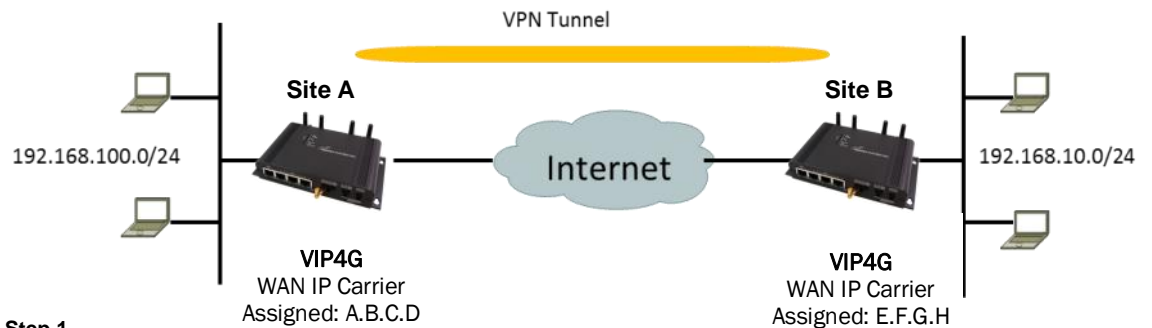 VPN Tunnel
Site A
Site B
192.168.100.0/24
Internet
192.168.10.0/24
VIP4G
WAN IP Carrier
Assigned: A.B.C.D
VIP4G
WAN IP Carrier
Assigned: E.F.G.H
Step 1